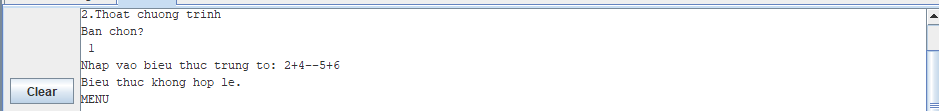 2.Thoat chuong trinh
Ban chon?
1
Nhap vao bieu thuc trung to: 2+4--5+6
Bieu thuc khong hop le.
Clear
MENU